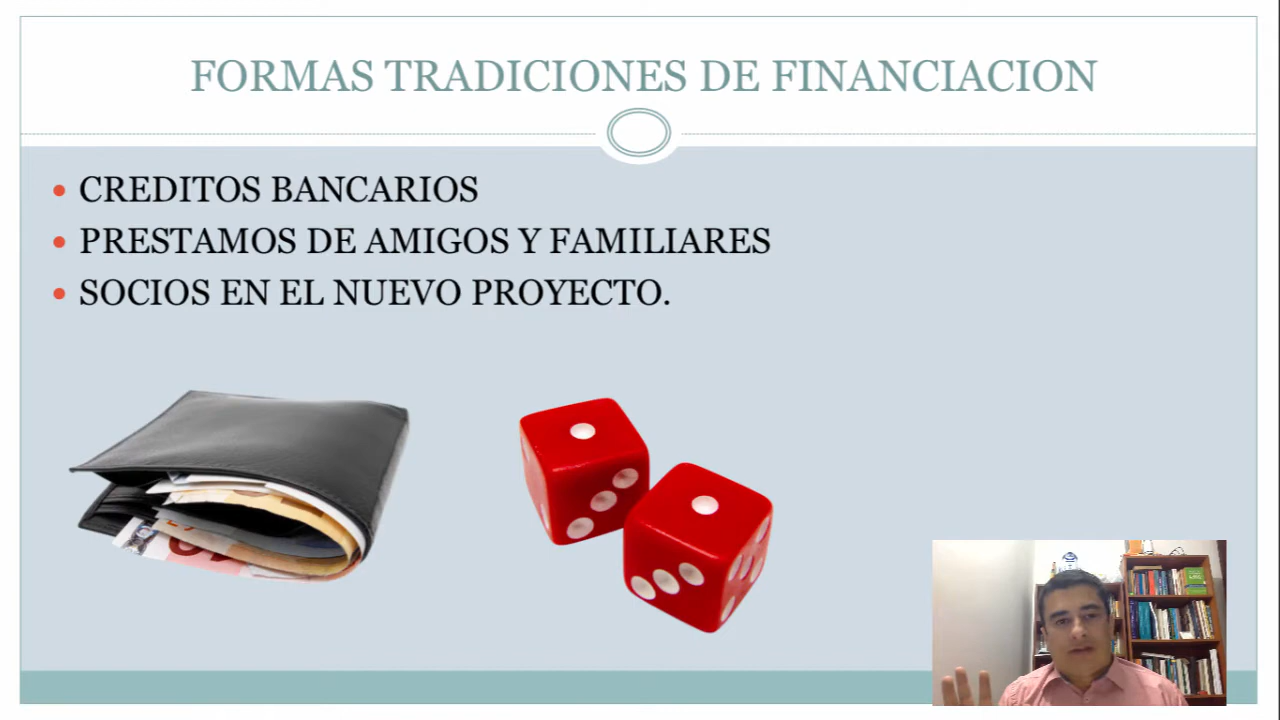 FORMAS TRADICIONES DE FINANCIACION
CREDITOS BANCARIOS
PRESTAMOS DE AMIGOS Y FAMILIARES
SOCIOS EN EL NUEVO PROYECTO.